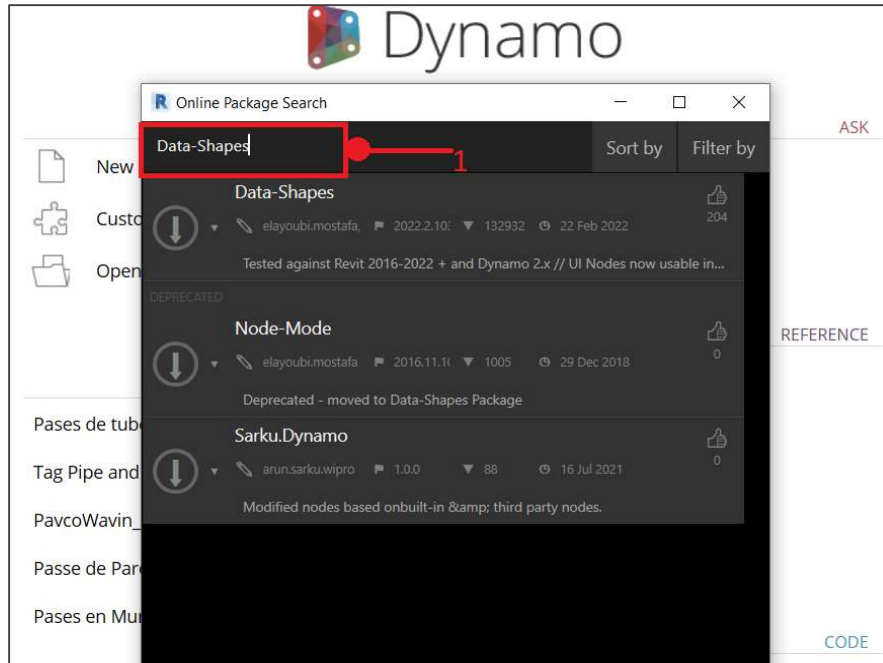 Dynamo
Online Package Search
ASK
Data-Shapes
1
Sort by
Filter by
New
Custo
Open
Data-Shapes
204
elayoubi.mostafa, 2022.2.10 132932 22 Feb 2022
Tested against Revit 2016-2022 + and Dynamo 2.x // UI Nodes now usable in...
DEPRECATED
Node-Mode
REFERENCE
0
elayoubi.mostafa 2016.11.1 1005 29 Dec 2018
Deprecated - moved to Data-Shapes Package
Pases de tub
Sarku.Dynamo
0
Tag Pipe and
arun.sarku.wipro 1.0.0 88 16 Jul 2021
Modified nodes based onbuilt-in &amp; third party nodes.
PavcoWavin_
Passe de Par
Pases en Mu
CODE